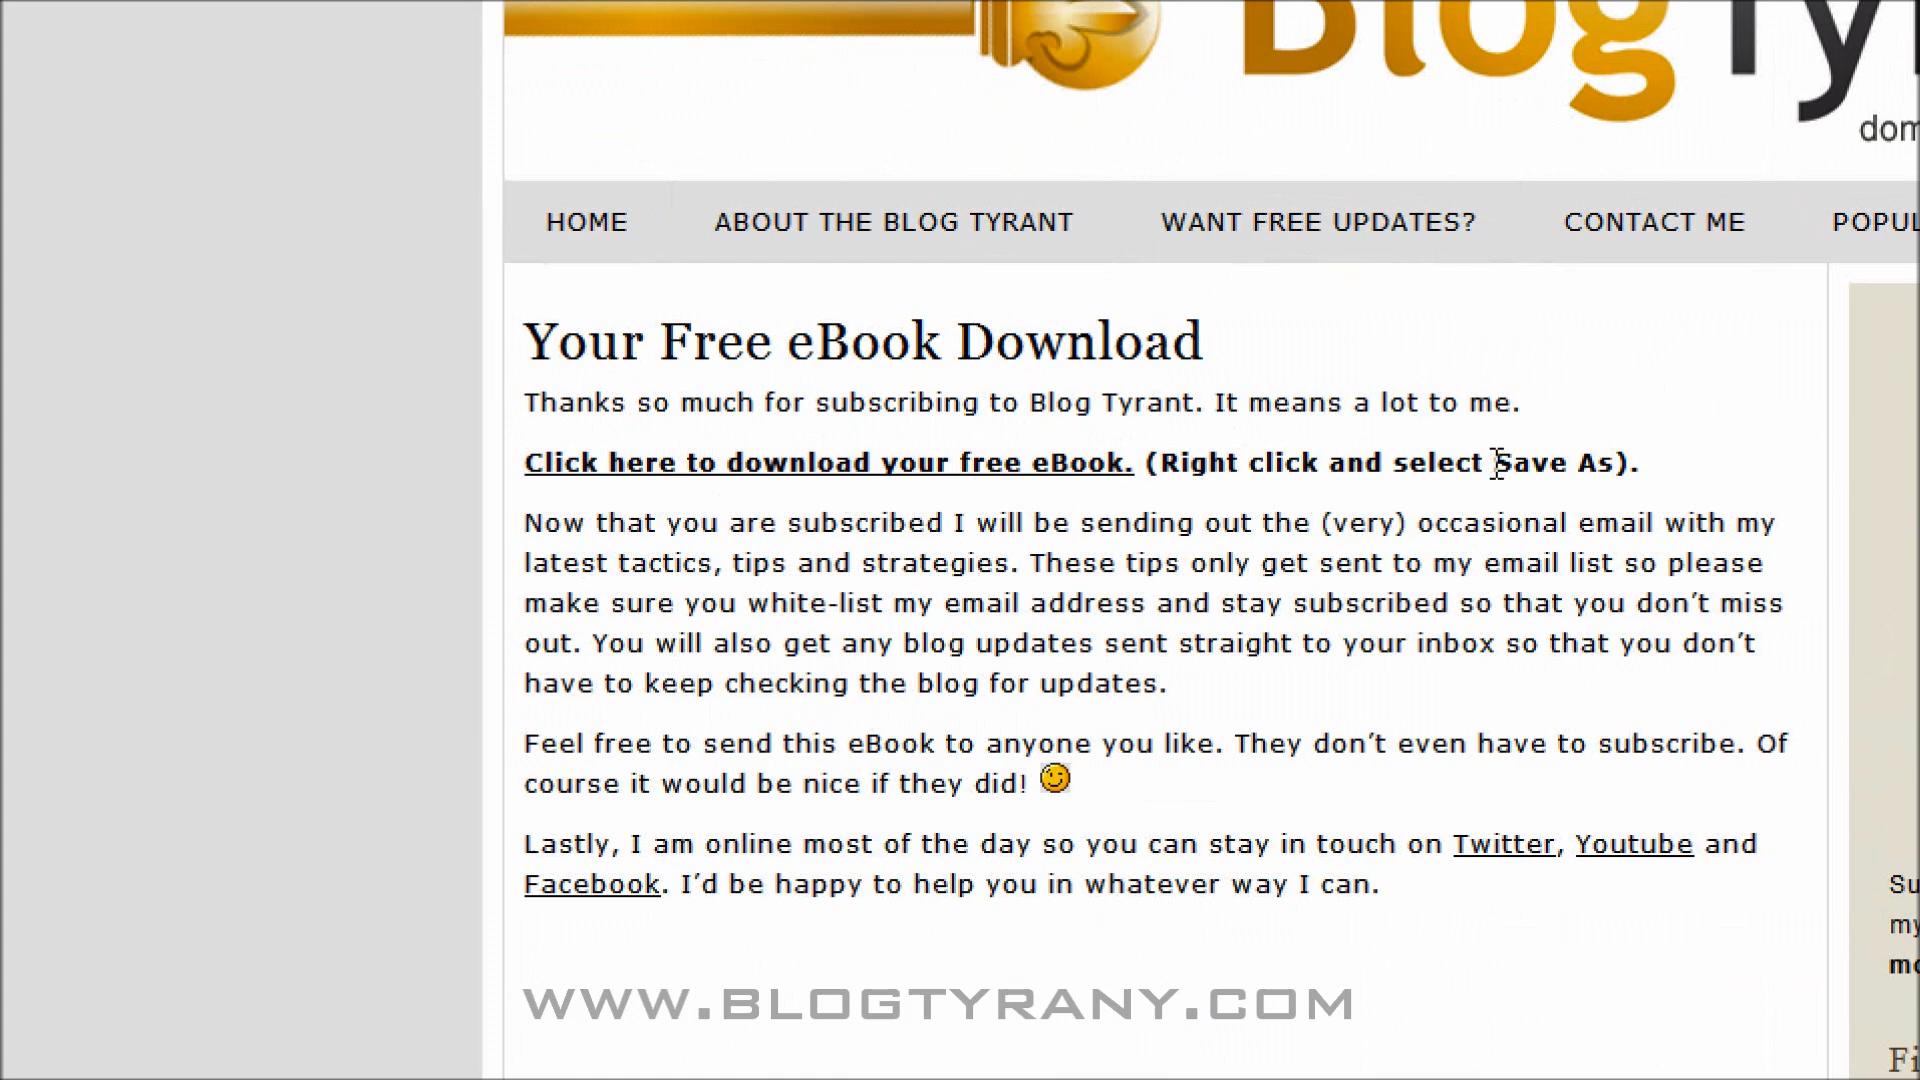 BlogTy
dom
HOME ABOUT THE BLOG TYRANT WANT FREE UPDATES? CONTACT ME POPUL
Your Free eBook Download
Thanks so much for subscribing to Blog Tyrant. It means a lot to me.
Click here to download your free eBook. (Right click and select Save As).
Now that you are subscribed I will be sending out the (very) occasional email with my
latest tactics, tips and strategies. These tips only get sent to my email list so please
make sure you white-list my email address and stay subscribed so that you don’t miss
out. You will also get any blog updates sent straight to your inbox so that you don’t
have to keep checking the blog for updates.
Feel free to send this eBook to anyone you like. They don’t even have to subscribe. Of
course it would be nice if they did!
Lastly, I am online most of the day so you can stay in touch on Twitter, Youtube and
Facebook. I’d be happy to help you in whatever way I can.
Su
my
mo
Fi
WWW.BLOGTYRANY.COM